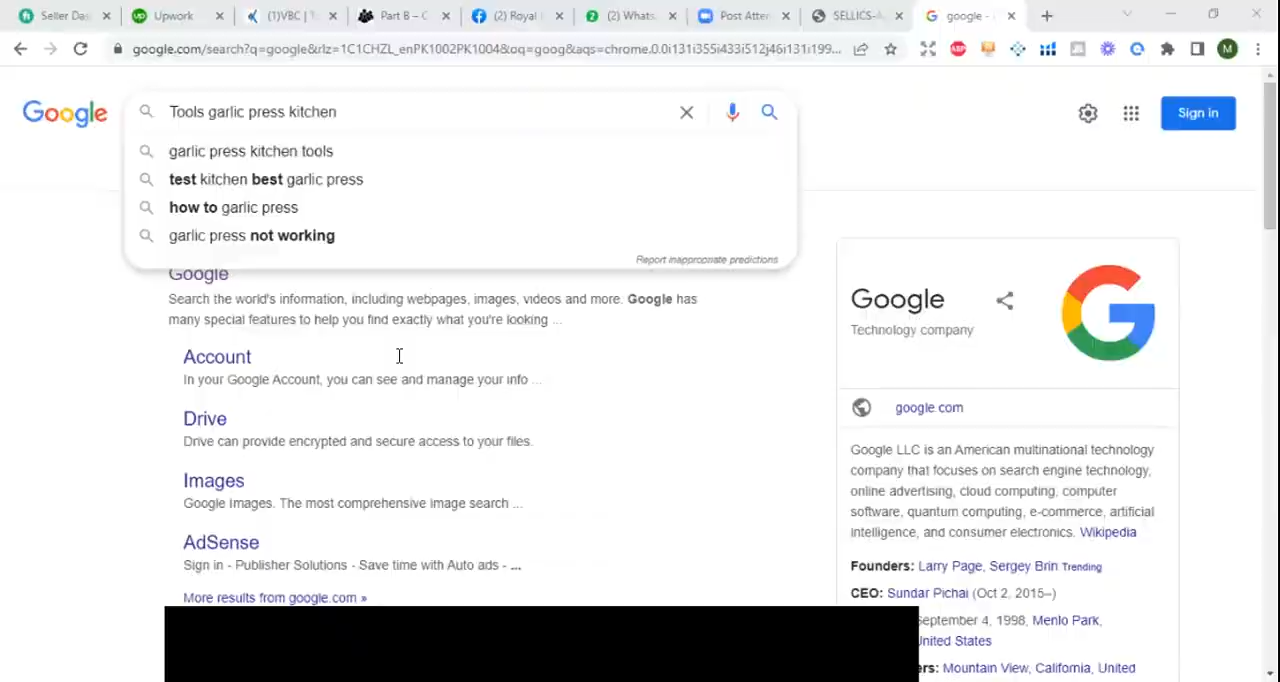 Seller Das
Upwork
(1)VBC | T
Part B – C
(2) Royal
(2) Whats
Post Atter
SELLICS-A
google -
google.com/search?q=google&rlz=1C1CHZL_enPK1002PK1004&oq=goog&aqs=chrome.0.0i131i355i433i512j46i131i199...
ABP
M
Google
Tools garlic press kitchen
Sign in
garlic press kitchen tools
test kitchen best garlic press
how to garlic press
garlic press not working
Report inappropriate predictions
Google
Search the world's information, including webpages, images, videos and more. Google has
many special features to help you find exactly what you're looking ...
Account
In your Google Account, you can see and manage your info ...
Drive
Drive can provide encrypted and secure access to your files.
Images
Google Images. The most comprehensive image search ...
AdSense
Sign in - Publisher Solutions - Save time with Auto ads - ...
More results from google.com »
Google
Technology company
google.com
Google LLC is an American multinational technology
company that focuses on search engine technology,
online advertising, cloud computing, computer
software, quantum computing, e-commerce, artificial
intelligence, and consumer electronics. Wikipedia
Founders: Larry Page, Sergey Brin Trending
CEO: Sundar Pichai (Oct 2, 2015–)
September 4, 1998, Menlo Park,
United States
ers: Mountain View, California, United